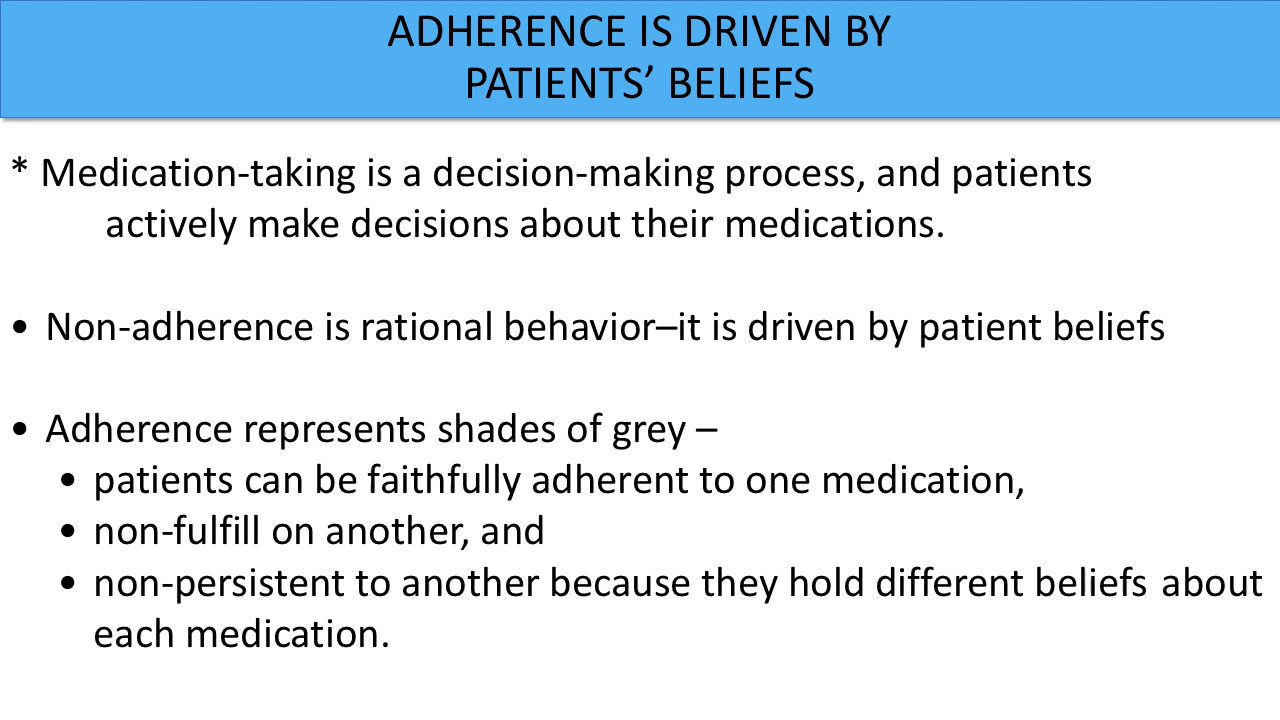 ADHERENCE IS DRIVEN BY
PATIENTS’ BELIEFS
* Medication-taking is a decision-making process, and patients
actively make decisions about their medications.
• Non-adherence is rational behavior–it is driven by patient beliefs
• Adherence represents shades of grey –
• patients can be faithfully adherent to one medication,
• non-fulfill on another, and
• non-persistent to another because they hold different beliefs about
each medication.